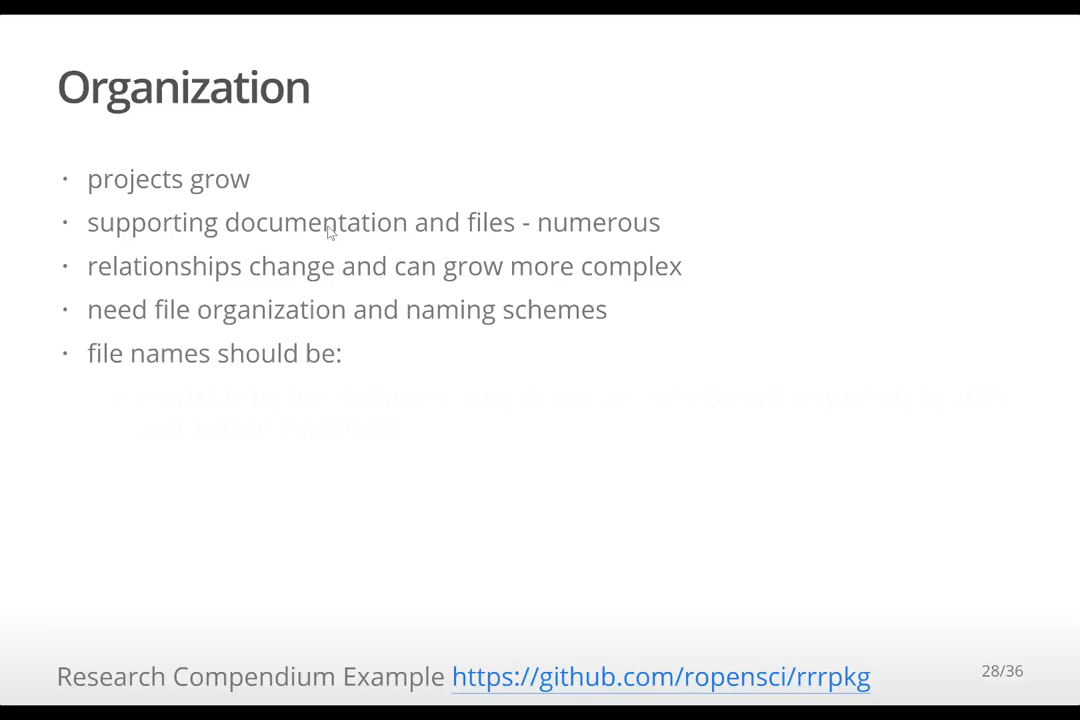 Organization
· projects grow
· supporting documentation and files - numerous
· relationships change and can grow more complex
· need file organization and naming schemes
· file names should be:
Research Compendium Example https://github.com/ropensci/rrrpkg
28/36